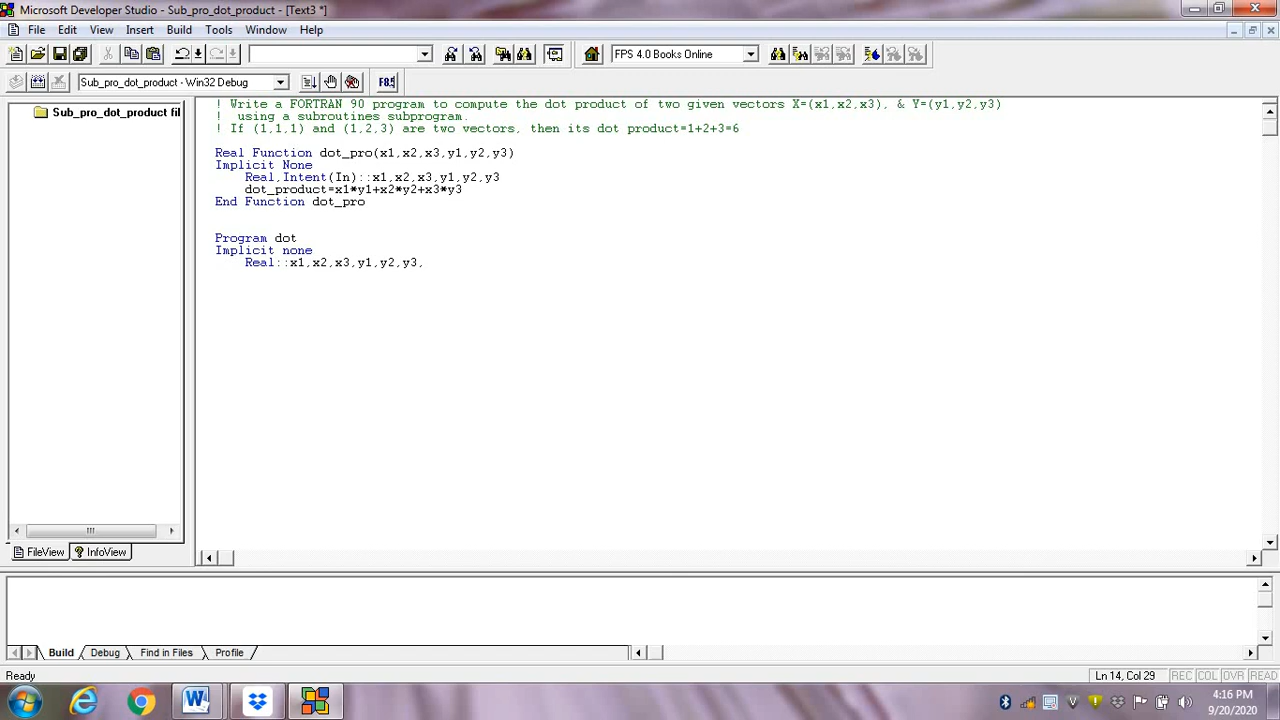 Microsoft Developer Studio - Sub_pro_dot_product - [Text3 *]
File Edit View Insert Build Tools Window Help
FPS 4.0 Books Online
Sub_pro_dot_product - Win32 Debug
Sub_pro_dot_product fil
! Write a FORTRAN 90 program to compute the dot product of two given vectors X=(x1,x2,x3), & Y=(y1,y2,y3)
!  using a subroutines subprogram.
! If (1,1,1) and (1,2,3) are two vectors, then its dot product=1+2+3=6
Real Function dot_pro(x1,x2,x3,y1,y2,y3)
Implicit None
Real,Intent(In)::x1,x2,x3,y1,y2,y3
dot_product=x1*y1+x2*y2+x3*y3
End Function dot_pro
Program dot
Implicit none
Real::x1,x2,x3,y1,y2,y3,
FileView InfoView
Build Debug Find in Files Profile
Ready
Ln 14, Col 29 REC COL OVR READ
4:16 PM
9/20/2020